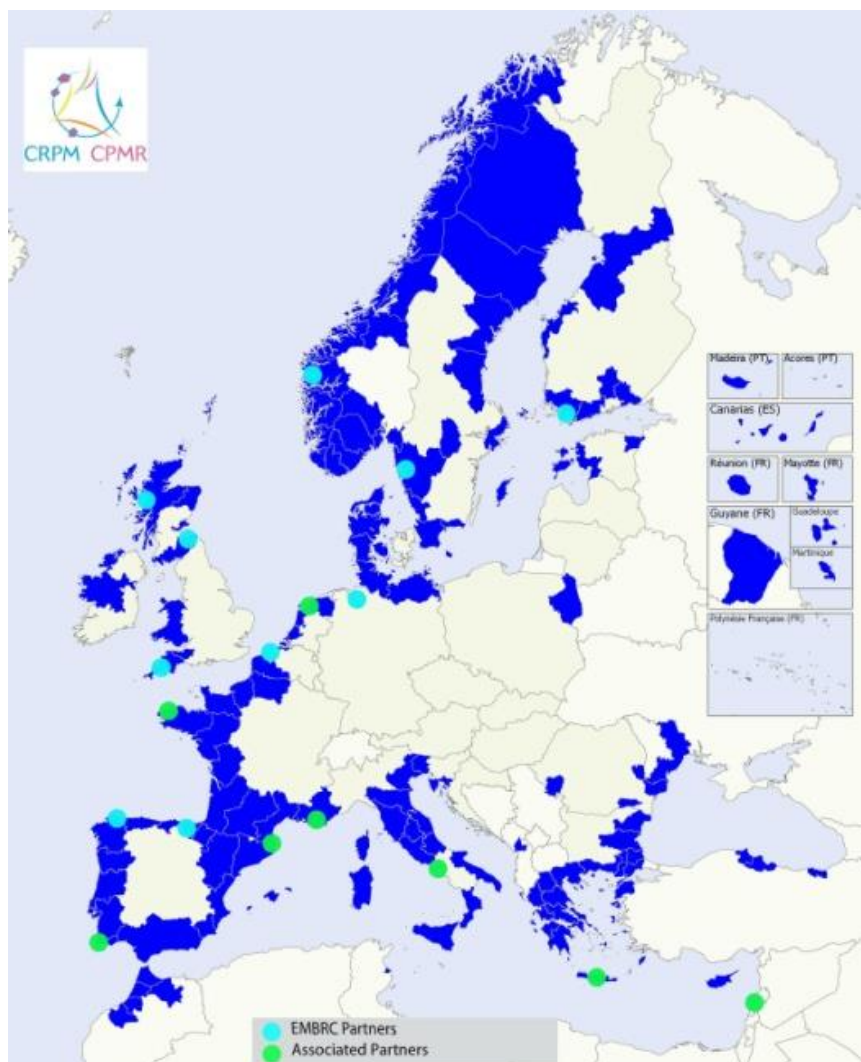 CRPM CPMR
Madeira (PT)
Acores (PT)
Canarias (ES)
Réunion (FR)
Mayotte (FR)
Guyane (FR)
Guadeloupe
Martinique
Polynésie Française (FR)
EMBRC Partners
Associated Partners